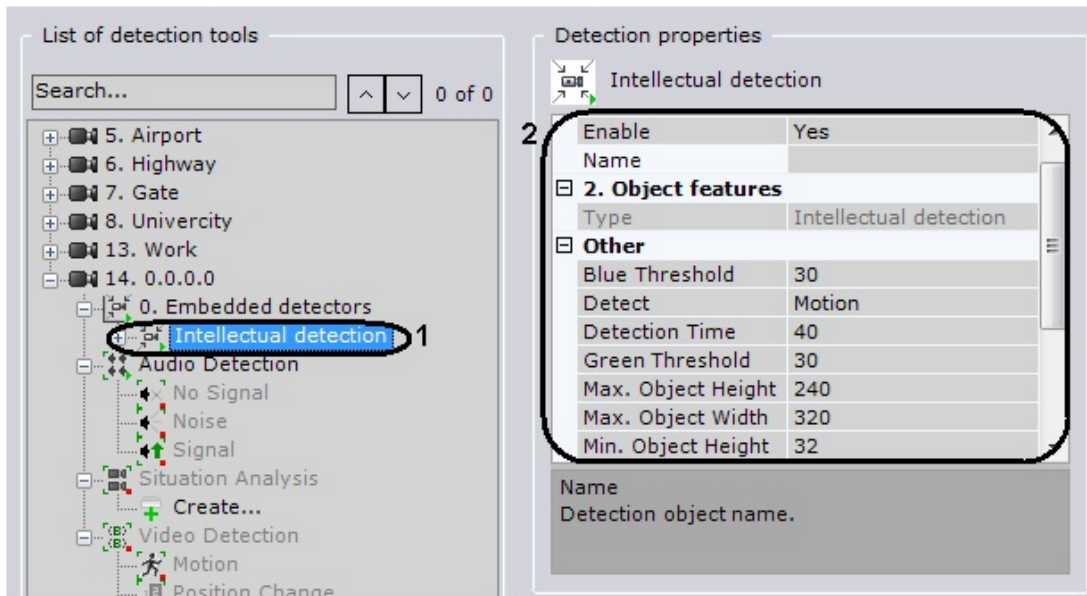 List of detection tools
Search...
0 of 0
5. Airport
6. Highway
7. Gate
8. Univercity
13. Work
14. 0.0.0.0
0. Embedded detectors
Intellectual detection
1
Audio Detection
No Signal
Noise
Signal
Situation Analysis
Create...
Video Detection
Motion
Position Change
Detection properties
Intellectual detection
2
Enable Yes
Name
2. Object features
Type Intellectual detection
Other
Blue Threshold 30
Detect Motion
Detection Time 40
Green Threshold 30
Max. Object Height 240
Max. Object Width 320
Min. Object Height 32
Name
Detection object name.